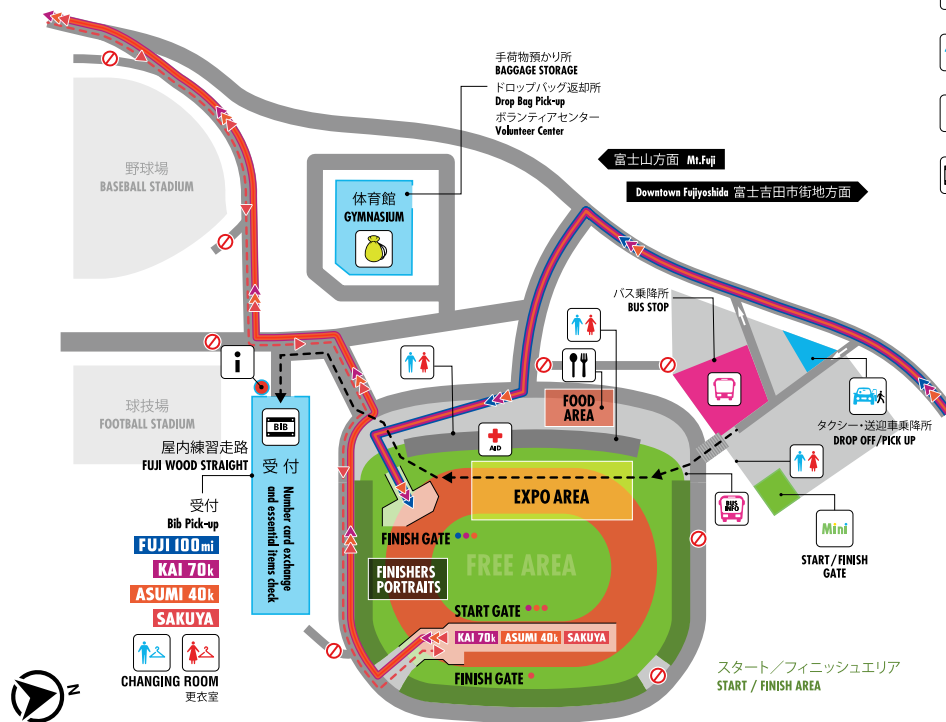 手荷物預かり所
BAGGAGE STORAGE
ドロップバッグ返却所
Drop Bag Pick-up
ボランティアセンター
Volunteer Center
野球場
BASEBALL STADIUM
体育館
GYMNASIUM
富士山方面 Mt.Fuji
Downtown Fujiyoshida 富士吉田市街地方面
バス乗降所
BUS STOP
タクシー・送迎車乗降所
DROP OFF/PICK UP
i
球技場
FOOTBALL STADIUM
屋内練習走路
FUJI WOOD STRAIGHT
BIB
受付
Number card exchange
and essential items check
受付
Bib Pick-up
FUJI 100mi
KAI 70k
ASUMI 40k
SAKUYA
CHANGING ROOM
更衣室
AID
FOOD
AREA
EXPO AREA
BUS
INFO
Mini
START/FINISH
GATE
FINISH GATE
FREE AREA
FINISHERS
PORTRAITS
START GATE
KAI 70k ASUMI 40k SAKUYA
FINISH GATE
スタート／フィニッシュエリア
START / FINISH AREA
N